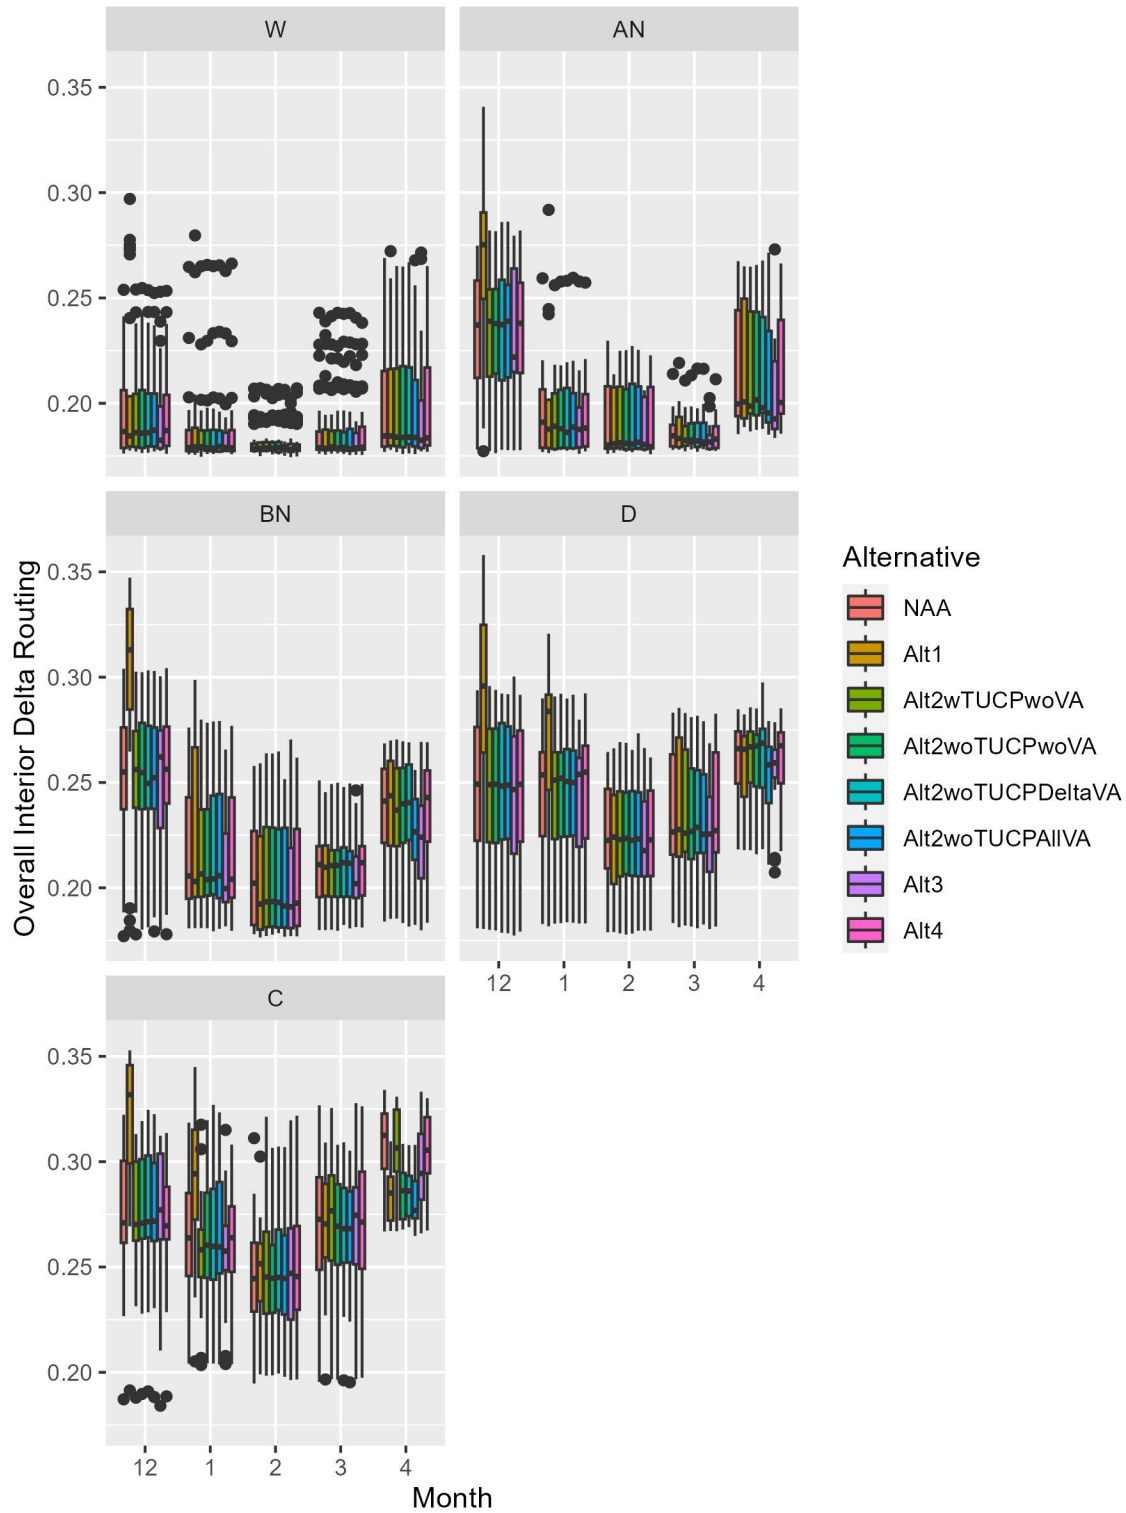 W
AN
0.35
0.30
0.25
0.20
BN
D
0.35
0.30
0.25
0.20
12 1 2 3 4
C
0.35
0.30
0.25
0.20
12 1 2 3 4
Month
Overall Interior Delta Routing
Alternative
NAA
Alt1
Alt2wTUCPwoVA
Alt2woTUCPwoVA
Alt2woTUCPDeltaVA
Alt2woTUCPAllVA
Alt3
Alt4